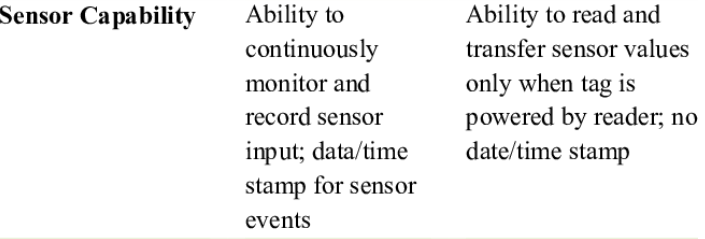 Sensor Capability
Ability to
continuously
monitor and
record sensor
input; data/time
stamp for sensor
events
Ability to read and
transfer sensor values
only when tag is
powered by reader; no
date/time stamp